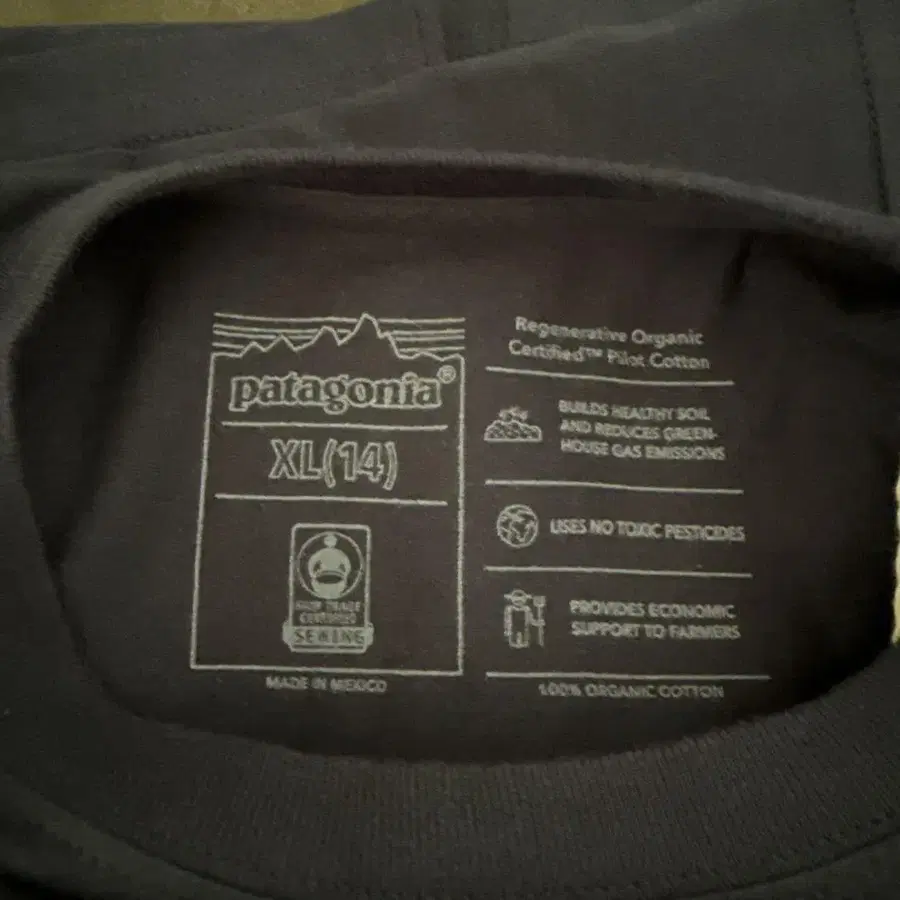 patagonia®
XL(14)
FAIR TRADE
CERTIFIED
SEWING
MADE IN MEXICO
Regenerative Organic
Certified™ Pilot Cotton
BUILDS HEALTHY SOIL
AND REDUCES GREEN-
HOUSE GAS EMISSIONS
USES NO TOXIC PESTICIDES
PROVIDES ECONOMIC
SUPPORT TO FARMERS
100% ORGANIC COTTON